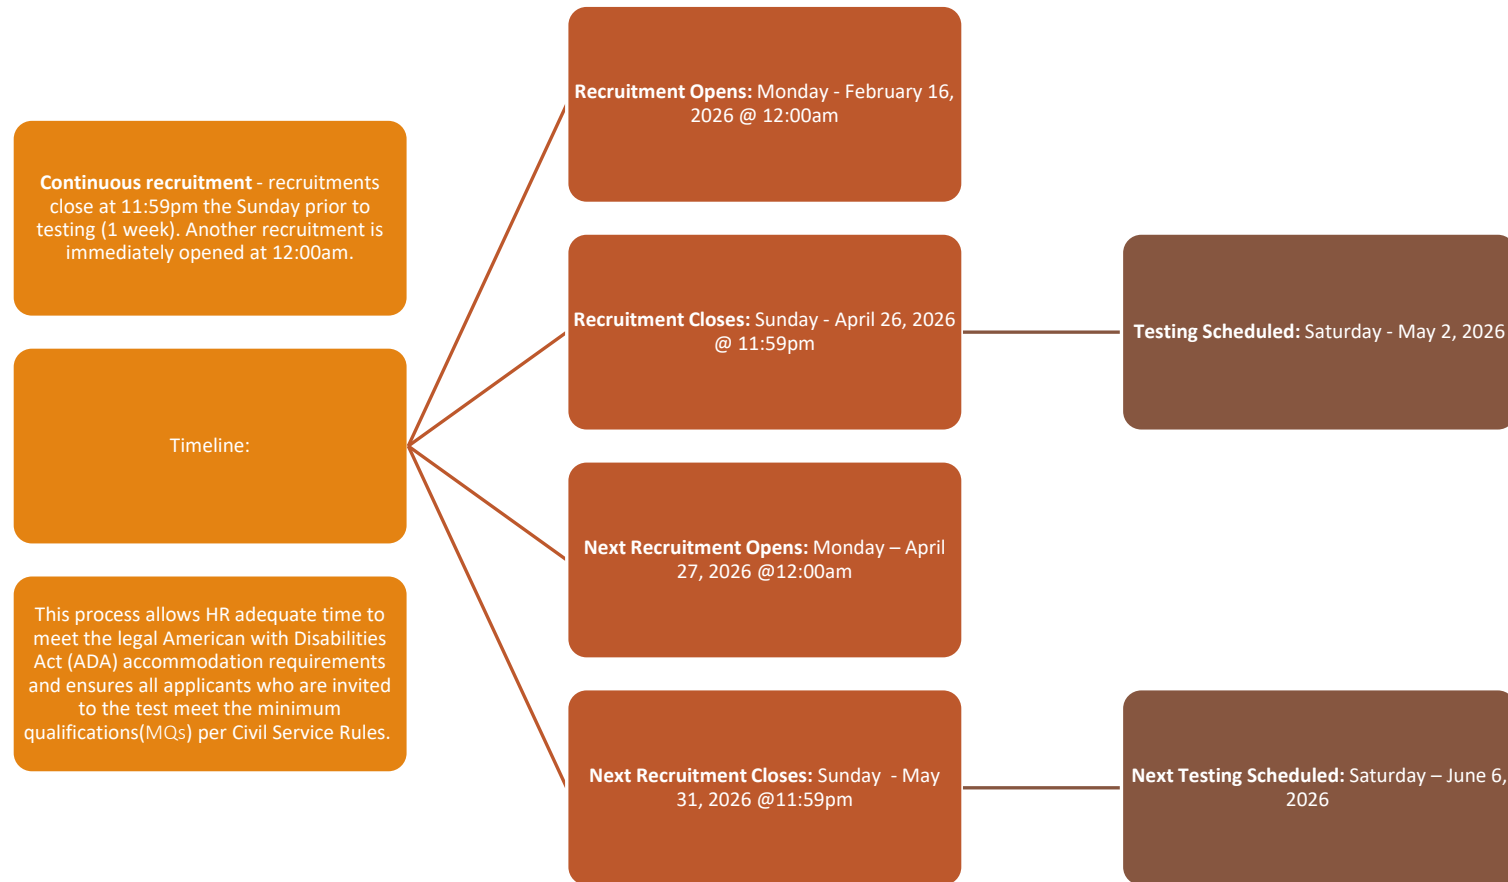 Continuous recruitment - recruitments
close at 11:59pm the Sunday prior to
testing (1 week). Another recruitment is
immediately opened at 12:00am.
Timeline:
Recruitment Opens: Monday - February 16,
2026 @ 12:00am
Recruitment Closes: Sunday - April 26, 2026
@ 11:59pm
Testing Scheduled: Saturday - May 2, 2026
Next Recruitment Opens: Monday – April
27, 2026 @12:00am
Next Recruitment Closes: Sunday  - May
31, 2026 @11:59pm
Next Testing Scheduled: Saturday – June 6,
2026
This process allows HR adequate time to
meet the legal American with Disabilities
Act (ADA) accommodation requirements
and ensures all applicants who are invited
to the test meet the minimum
qualifications(MQs) per Civil Service Rules.